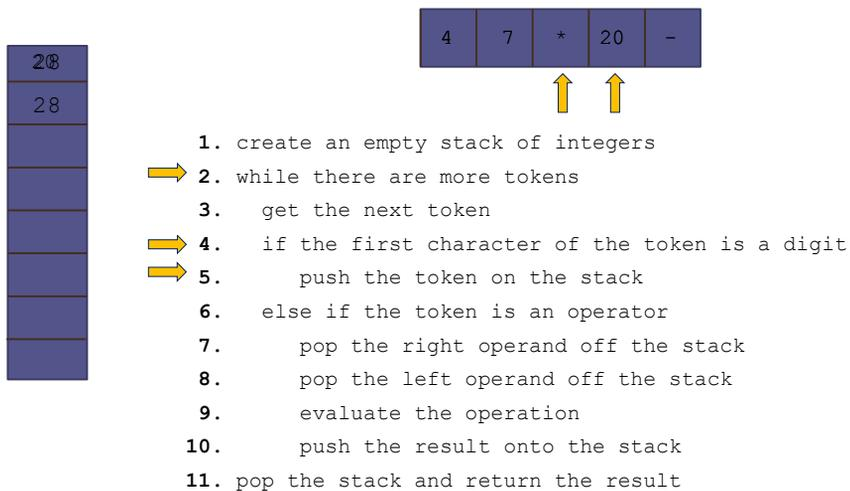 4 7 * 20 -
28
1. create an empty stack of integers
2. while there are more tokens
3. get the next token
4. if the first character of the token is a digit
5. push the token on the stack
6. else if the token is an operator
7. pop the right operand off the stack
8. pop the left operand off the stack
9. evaluate the operation
10. push the result onto the stack
11. pop the stack and return the result